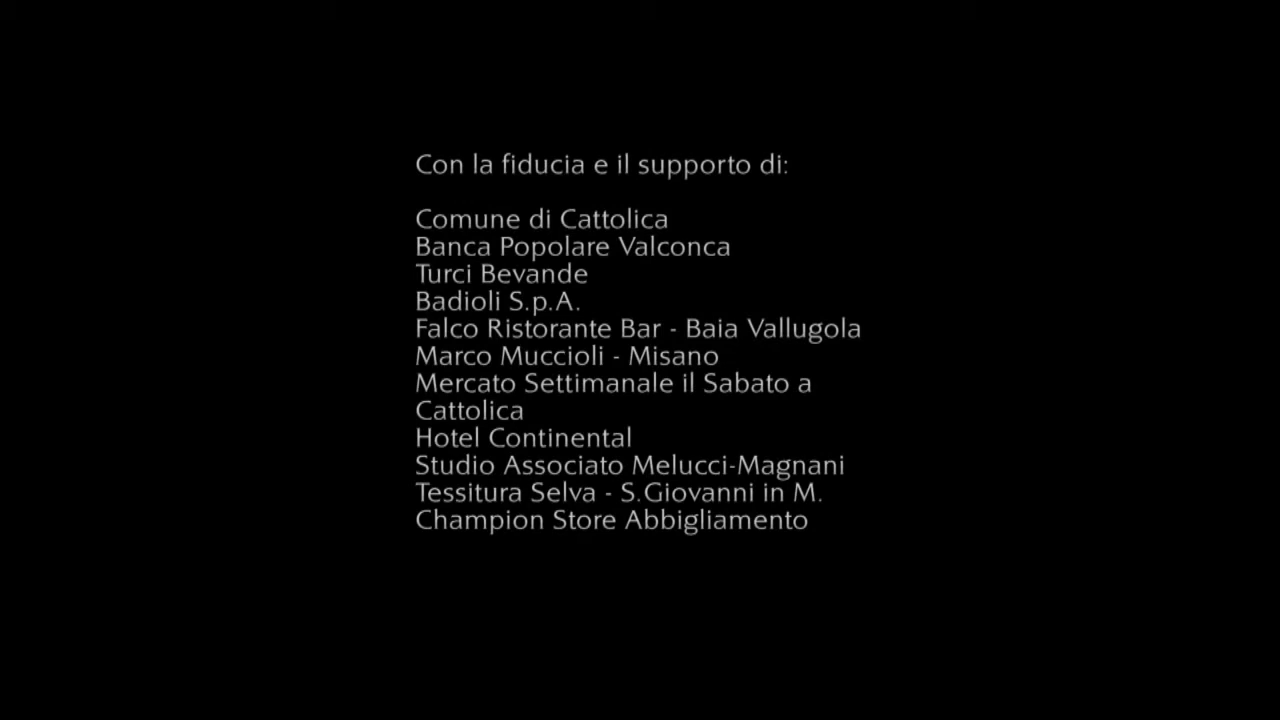 Con la fiducia e il supporto di:
Comune di Cattolica
Banca Popolare Valconca
Turci Bevande
Badioli S.p.A.
Falco Ristorante Bar - Baia Vallugola
Marco Muccioli - Misano
Mercato Settimanale il Sabato a
Cattolica
Hotel Continental
Studio Associato Melucci-Magnani
Tessitura Selva - S.Giovanni in M.
Champion Store Abbigliamento